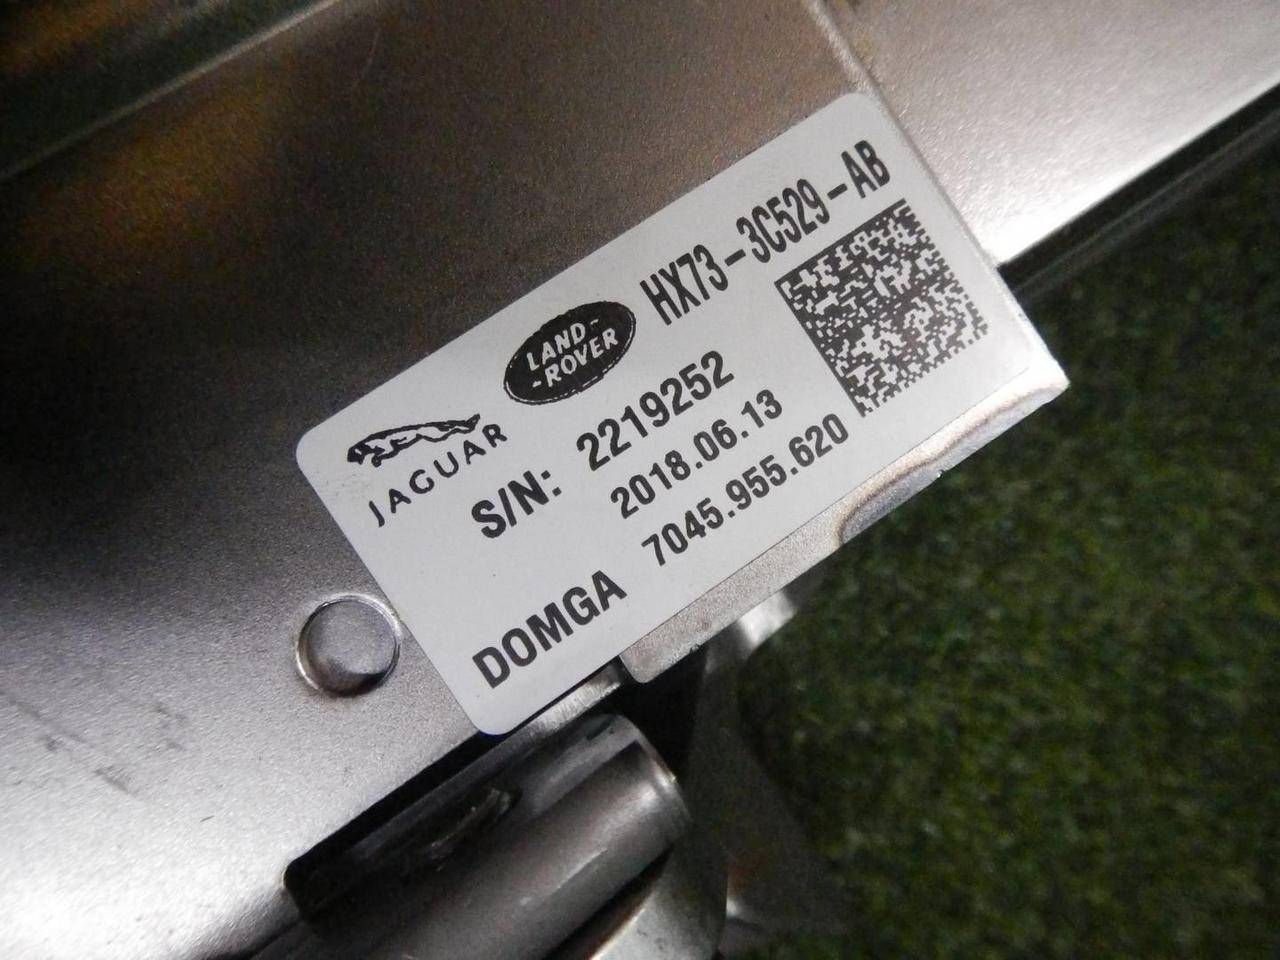 JAGUAR
LAND-
-ROVER
HX73-3C529-AB
S/N: 2219252
2018.06.13
7045.955.620
DOMGA